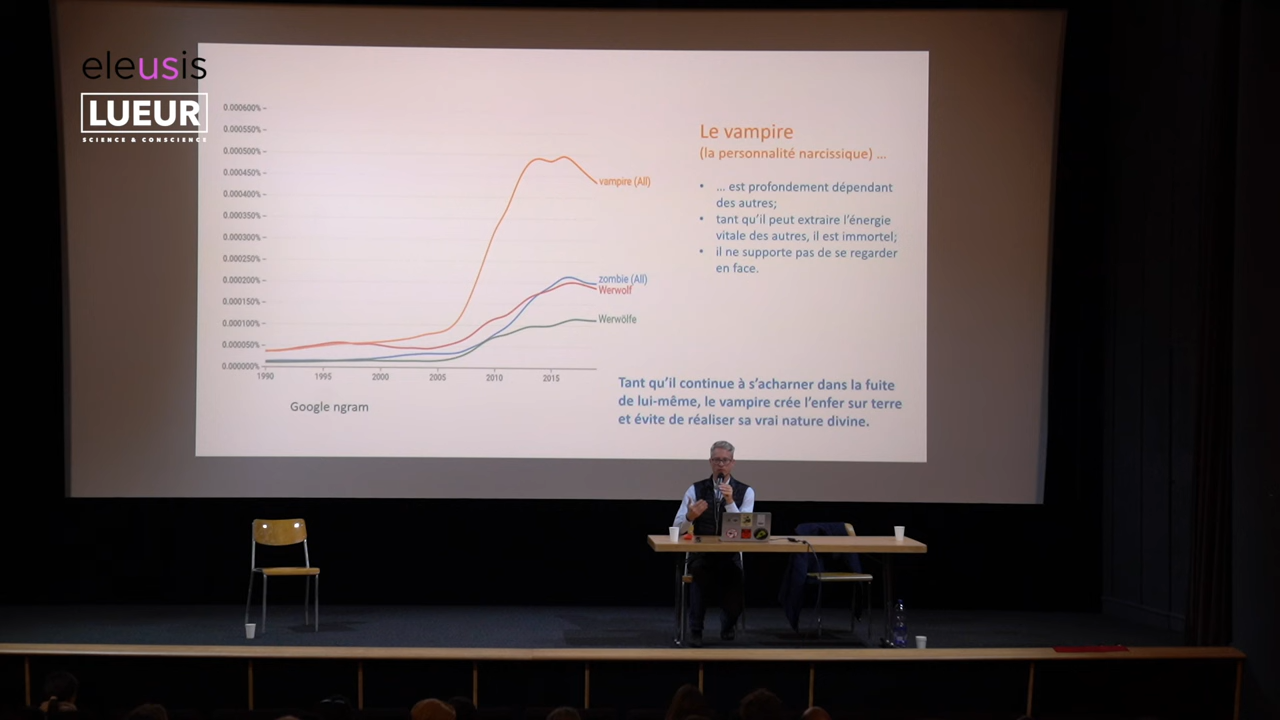 eleusis
LUEUR
SCIENCE & CONSCIENCE
0.000600%
0.000550%
0.000500%
0.000450%
0.000400%
0.000350%
0.000300%
0.000250%
0.000200%
0.000150%
0.000100%
0.000050%
0.000000%
1990
1995
2000
2005
2010
2015
vampire (All)
zombie (All)
Werwolf
Werwölfe
Google ngram
Le vampire
(la personnalité narcissique) ...
• ... est profondément dépendant
des autres;
• tant qu'il peut extraire l'énergie
vitale des autres, il est immortel;
• il ne supporte pas de se regarder
en face.
Tant qu'il continue à s'acharner dans la fuite
de lui-même, le vampire crée l'enfer sur terre
et évite de réaliser sa vrai nature divine.